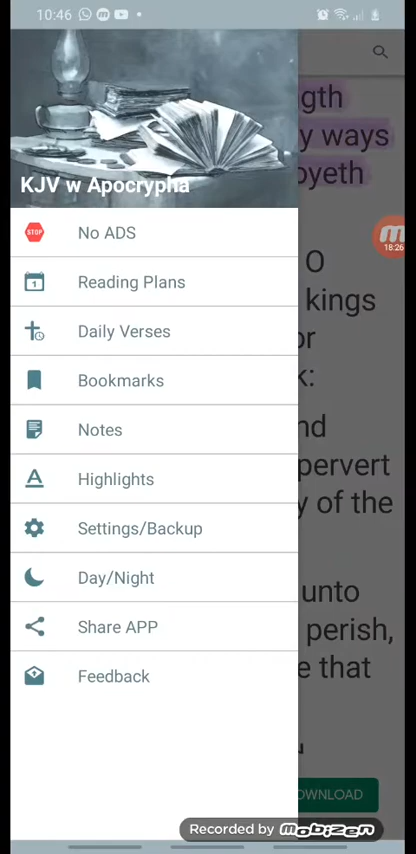 10:46
gth
y ways
oyeth
KJV w Apocrypha
STOP No ADS
18:26
O
1 Reading Plans
kings
Daily Verses
or
k:
Bookmarks
Notes
nd
pervert
Highlights
y of the
Settings/Backup
Day/Night
unto
Share APP
perish,
e that
Feedback
OWNLOAD
Recorded by mobizen